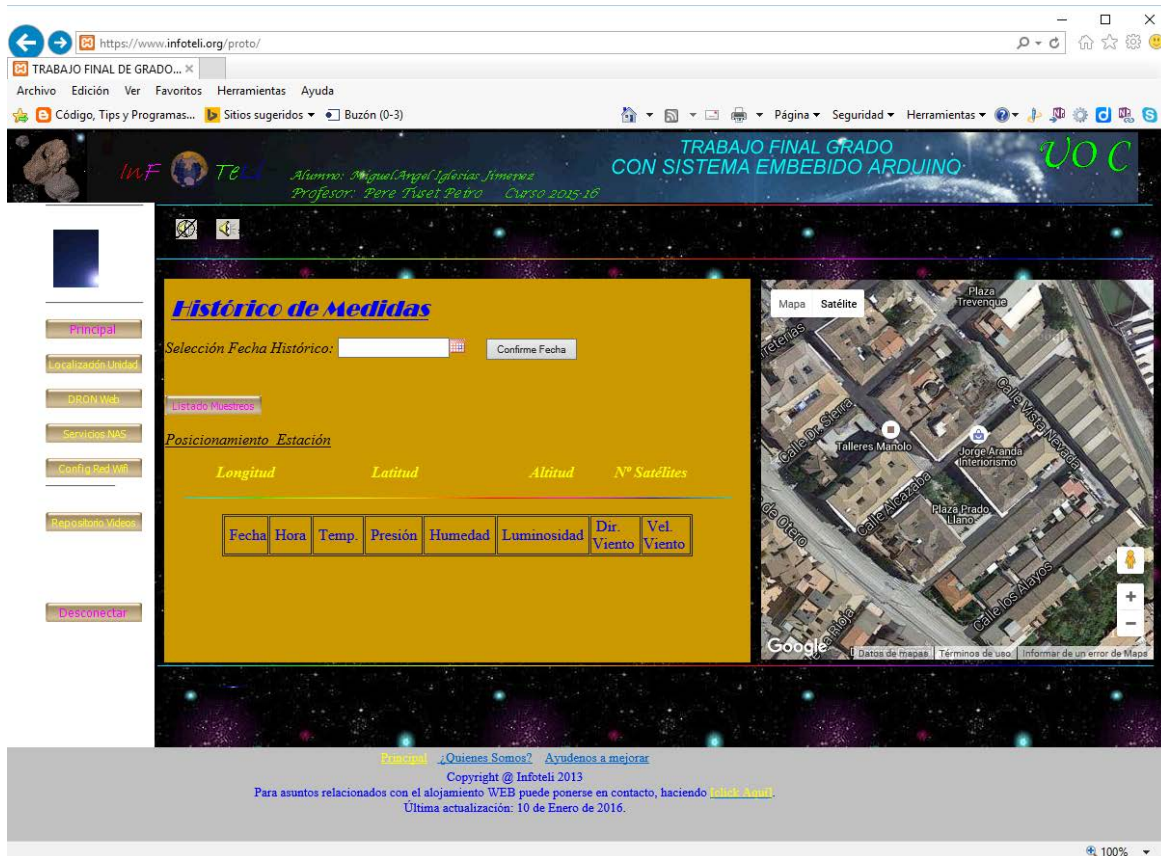 https://www.infoteli.org/proto/
TRABAJO FINAL DE GRADO...
Archivo Edición Ver Favoritos Herramientas Ayuda
Código, Tips y Programas... Sitios sugeridos Buzón (0-3) Página Seguridad Herramientas
InF Teli
Alumno: Miguel Angel Iglesias Jimenez
Profesor: Pere Tuset Peiro Curso 2015-16
TRABAJO FINAL GRADO
CON SISTEMA EMBEBIDO ARDUINO
UOC
Principal
Localización Unidad
DRON Web
Servicios NAS
Config Red Wifi
Repositorio Videos
Desconectar
Histórico de Medidas
Selección Fecha Histórico: Confirme Fecha
Listado Muestreos
Posicionamiento Estación
Longitud Latitud Altitud Nº Satélites
Fecha Hora Temp. Presión Humedad Luminosidad Dir. Viento Vel. Viento
Mapa Satélite
Plaza Trevenque
Calle Dr. Sierra
Talleres Manolo
Calle Vista Nevada
Jorge Aranda Interiorismo
Calle Alcazaba
Plaza Prado Llano
de Otero
Calle los Alayos
Rioja
+
−
Google
Datos de mapas Términos de uso Informar de un error de Maps
Principal ¿Quienes Somos? Ayudenos a mejorar
Copyright @ Infoteli 2013
Para asuntos relacionados con el alojamiento WEB puede ponerse en contacto, haciendo [click Aquí].
Última actualización: 10 de Enero de 2016.
100%